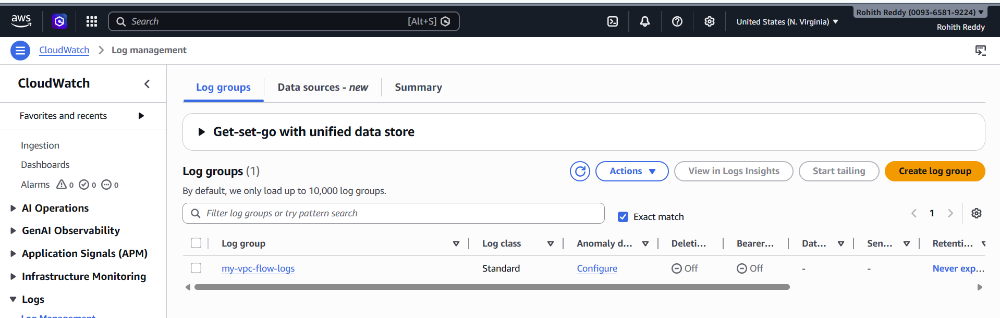 aws
Search
[Alt+S]
United States (N. Virginia)
Rohith Reddy (0093-6581-9224)
Rohith Reddy
CloudWatch
Log management
CloudWatch
Favorites and recents
Ingestion
Dashboards
Alarms 0 0 0
AI Operations
GenAI Observability
Application Signals (APM)
Infrastructure Monitoring
Logs
Log Management
Log groups
Data sources - new
Summary
Get-set-go with unified data store
Log groups (1)
Actions
View in Logs Insights
Start tailing
Create log group
By default, we only load up to 10,000 log groups.
Filter log groups or try pattern search
Exact match
1
Log group
Log class
Anomaly d...
Deleti...
Bearer...
Dat...
Sen...
Retenti...
my-vpc-flow-logs
Standard
Configure
Off
Off
-
-
Never exp...